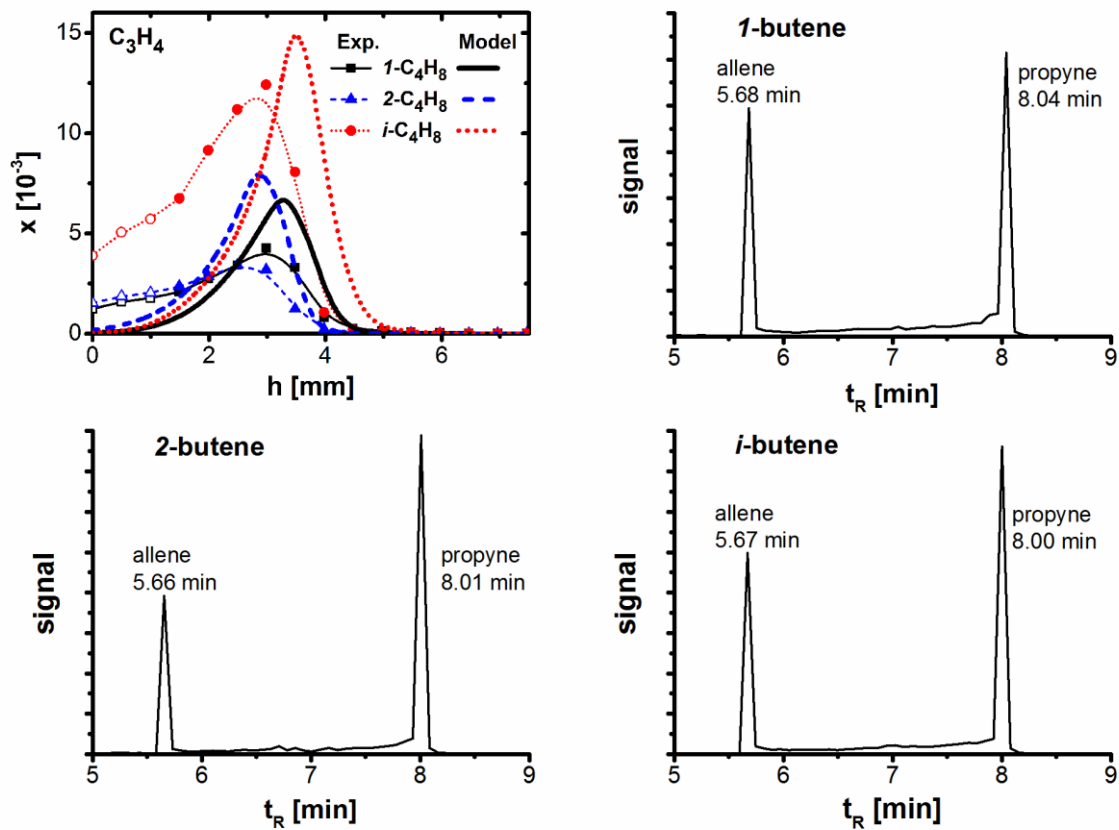 C₃H₄
Exp. Model
1-C₄H₈
2-C₄H₈
i-C₄H₈
15
10
5
0
x [10⁻³]
0 2 4 6
h [mm]
1-butene
allene
5.68 min
propyne
8.04 min
signal
5 6 7 8 9
t_R [min]
2-butene
allene
5.66 min
propyne
8.01 min
signal
5 6 7 8 9
t_R [min]
i-butene
allene
5.67 min
propyne
8.00 min
signal
5 6 7 8 9
t_R [min]